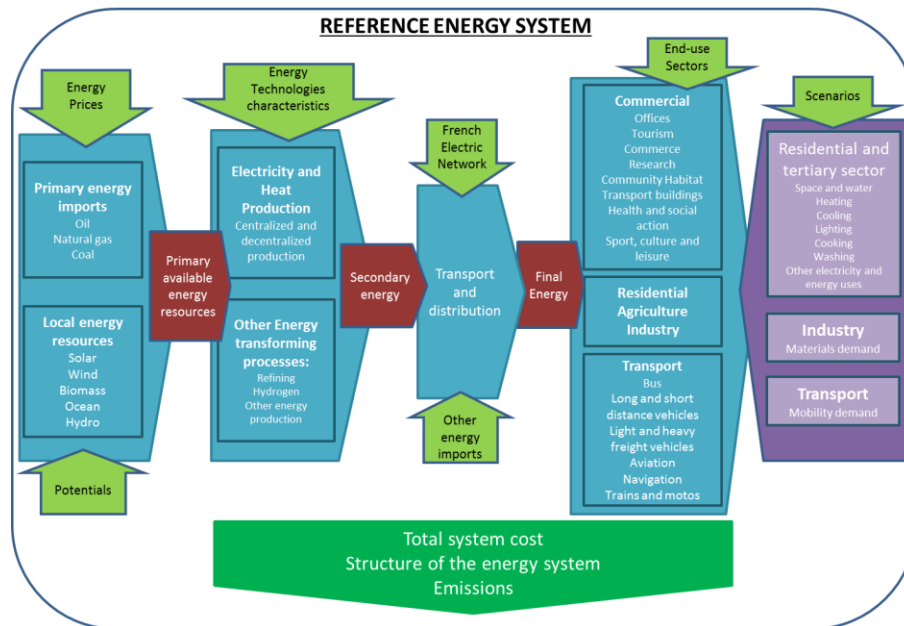 REFERENCE ENERGY SYSTEM
Energy
Prices
Primary energy
imports
Oil
Natural gas
Coal
Local energy
resources
Solar
Wind
Biomass
Ocean
Hydro
Potentials
Primary
available
energy
resources
Energy
Technologies
characteristics
Electricity and
Heat
Production
Centralized and
decentralized
production
Other Energy
transforming
processes:
Refining
Hydrogen
Other energy
production
Secondary
energy
French
Electric
Network
Transport
and
distribution
Other
energy
imports
Final
Energy
End-use
Sectors
Commercial
Offices
Tourism
Commerce
Research
Community Habitat
Transport buildings
Health and social
action
Sport, culture and
leisure
Residential
Agriculture
Industry
Transport
Bus
Long and short
distance vehicles
Light and heavy
freight vehicles
Aviation
Navigation
Trains and motos
Scenarios
Residential and
tertiary sector
Space and water
Heating
Cooling
Lighting
Cooking
Washing
Other electricity and
energy uses
Industry
Materials demand
Transport
Mobility demand
Total system cost
Structure of the energy system
Emissions